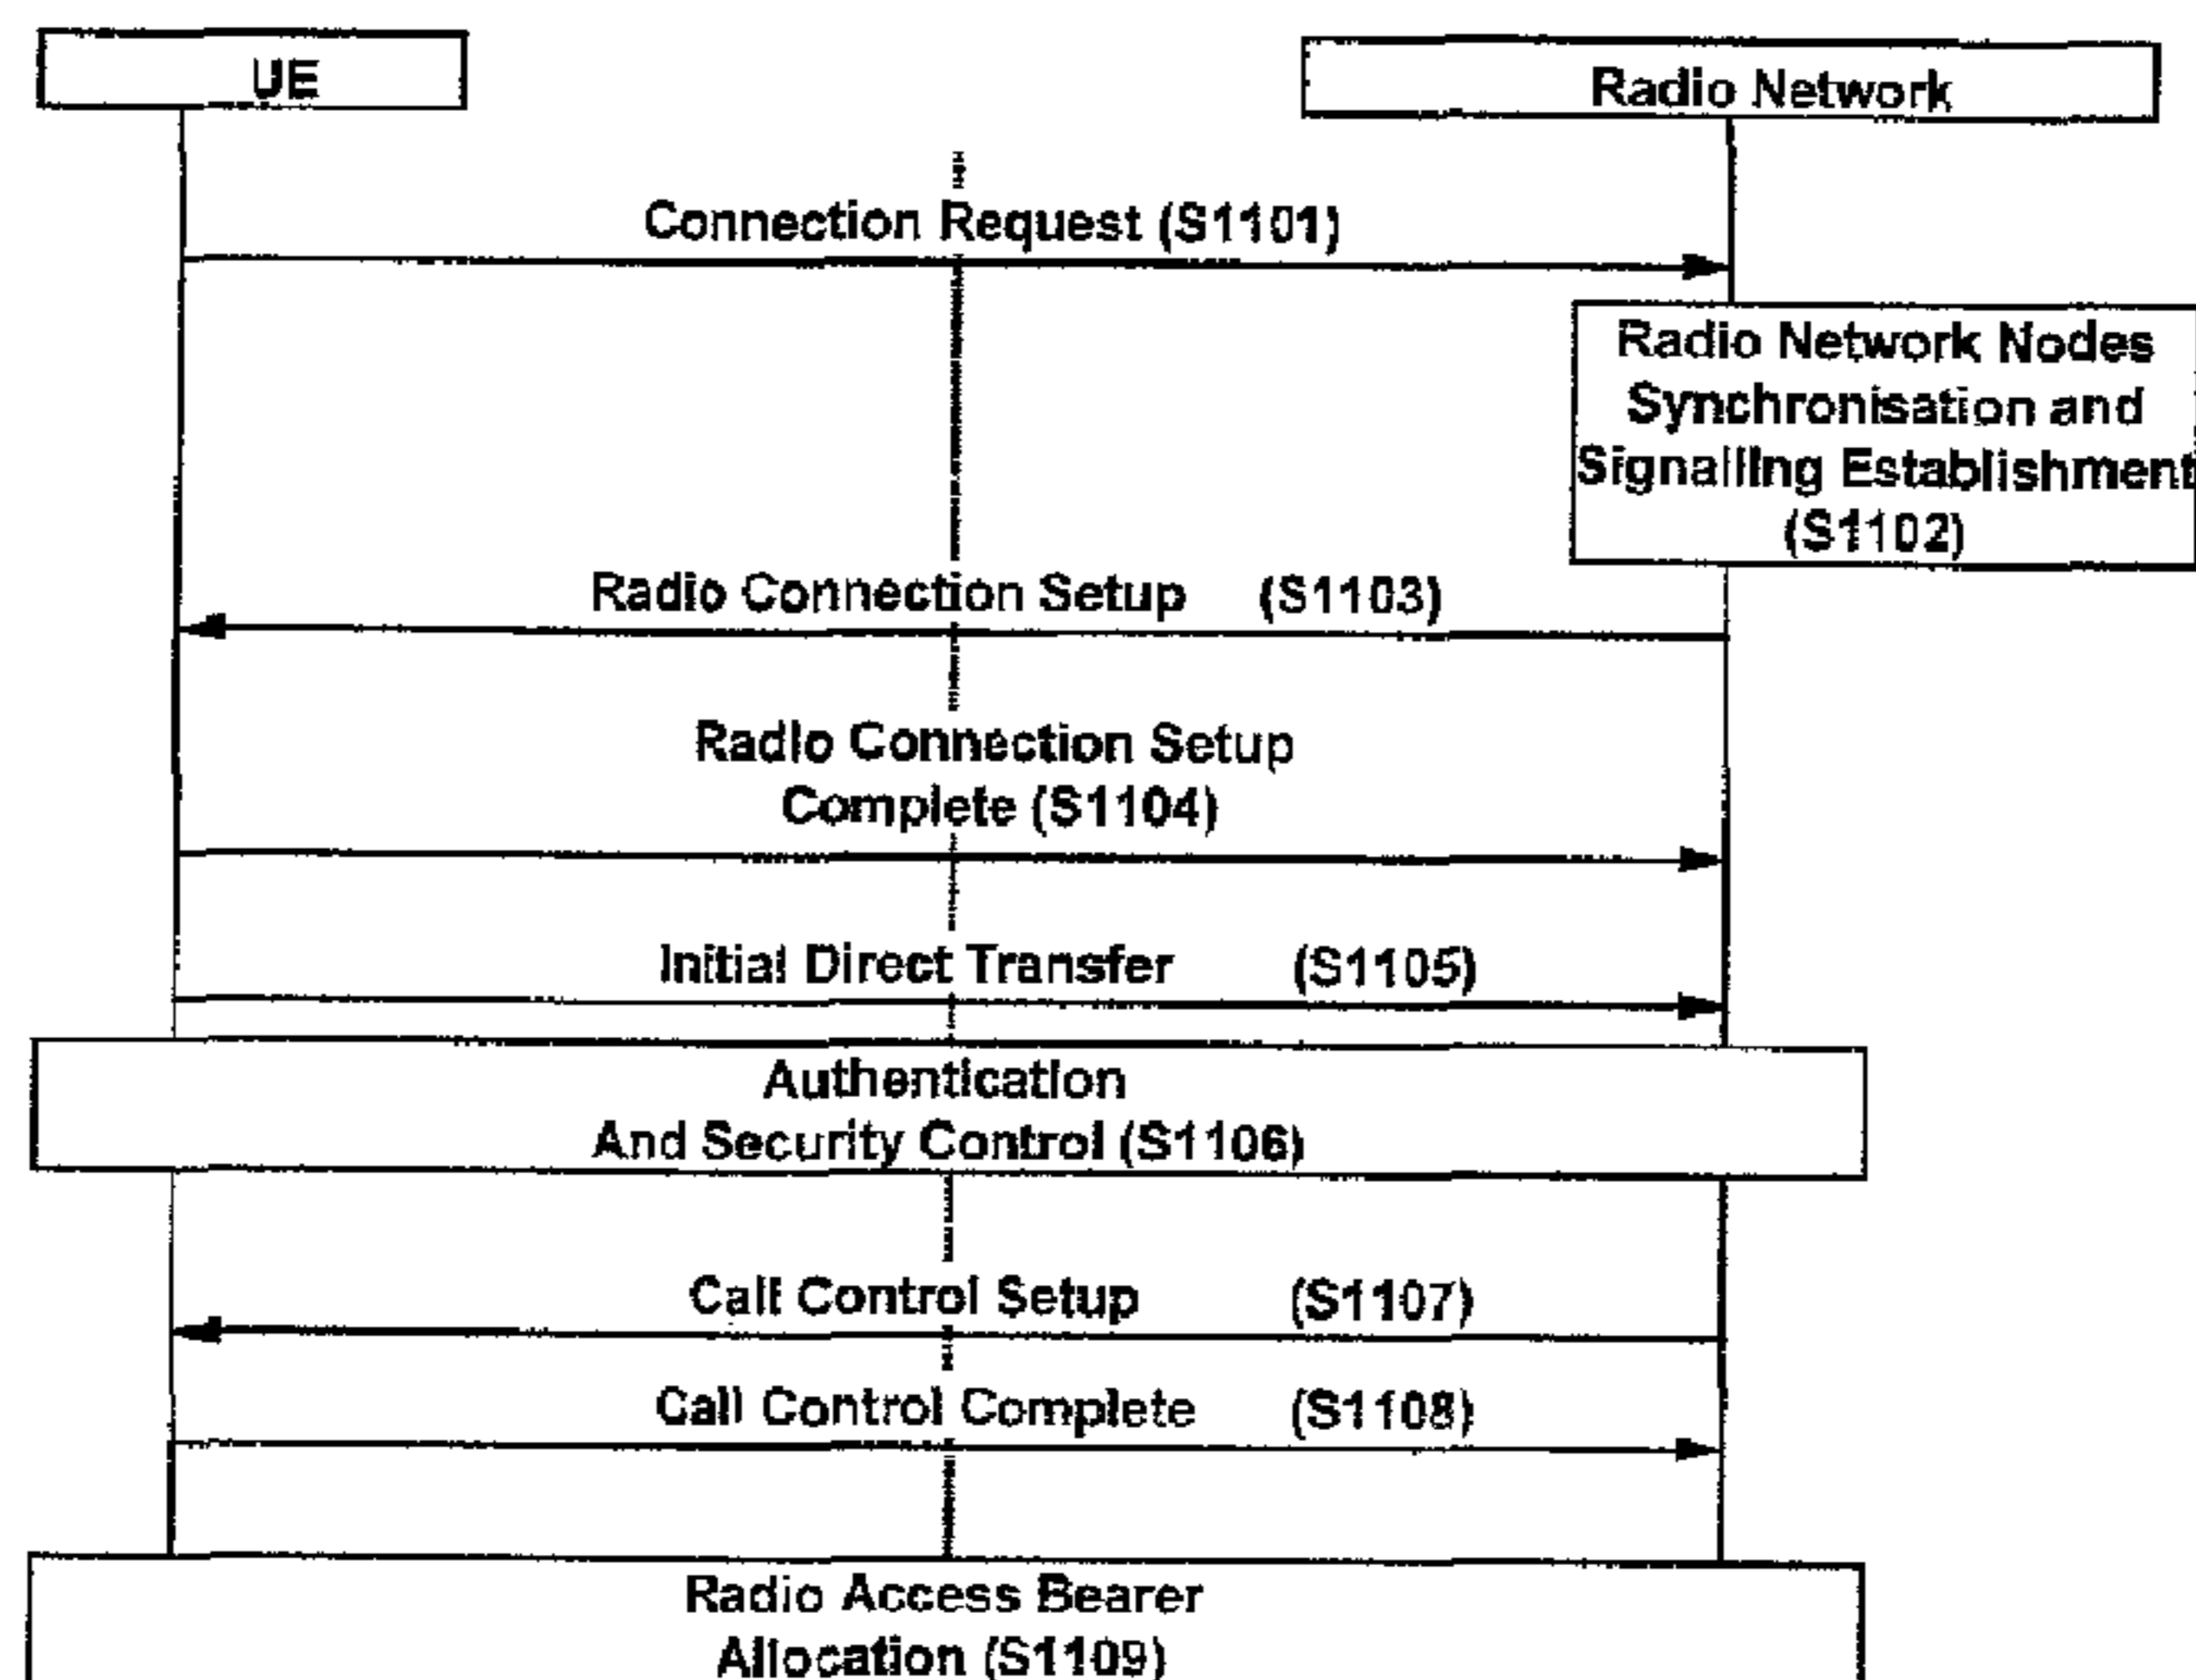 UE
Radio Network
Connection Request (S1101)
Radio Network Nodes
Synchronisation and
Signalling Establishment
(S1102)
Radio Connection Setup (S1103)
Radio Connection Setup
Complete (S1104)
Initial Direct Transfer (S1105)
Authentication
And Security Control (S1106)
Call Control Setup (S1107)
Call Control Complete (S1108)
Radio Access Bearer
Allocation (S1109)